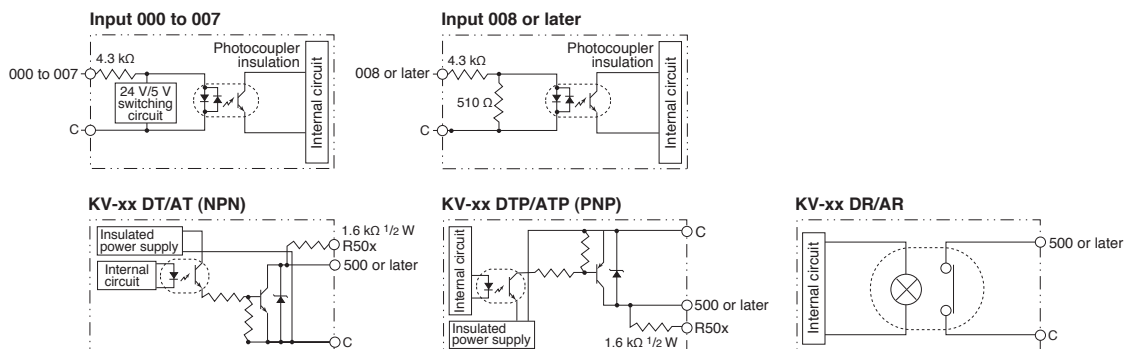 Input 000 to 007
4.3 kΩ
000 to 007
24 V/5 V
switching
circuit
C
Photocoupler
insulation
Internal circuit
Input 008 or later
008 or later
4.3 kΩ
510 Ω
C
Photocoupler
insulation
Internal circuit
KV-xx DT/AT (NPN)
Insulated
power supply
Internal
circuit
1.6 kΩ 1/2 W
R50x
500 or later
C
KV-xx DTP/ATP (PNP)
Internal circuit
Insulated
power supply
C
500 or later
R50x
1.6 kΩ 1/2 W
KV-xx DR/AR
Internal circuit
500 or later
C